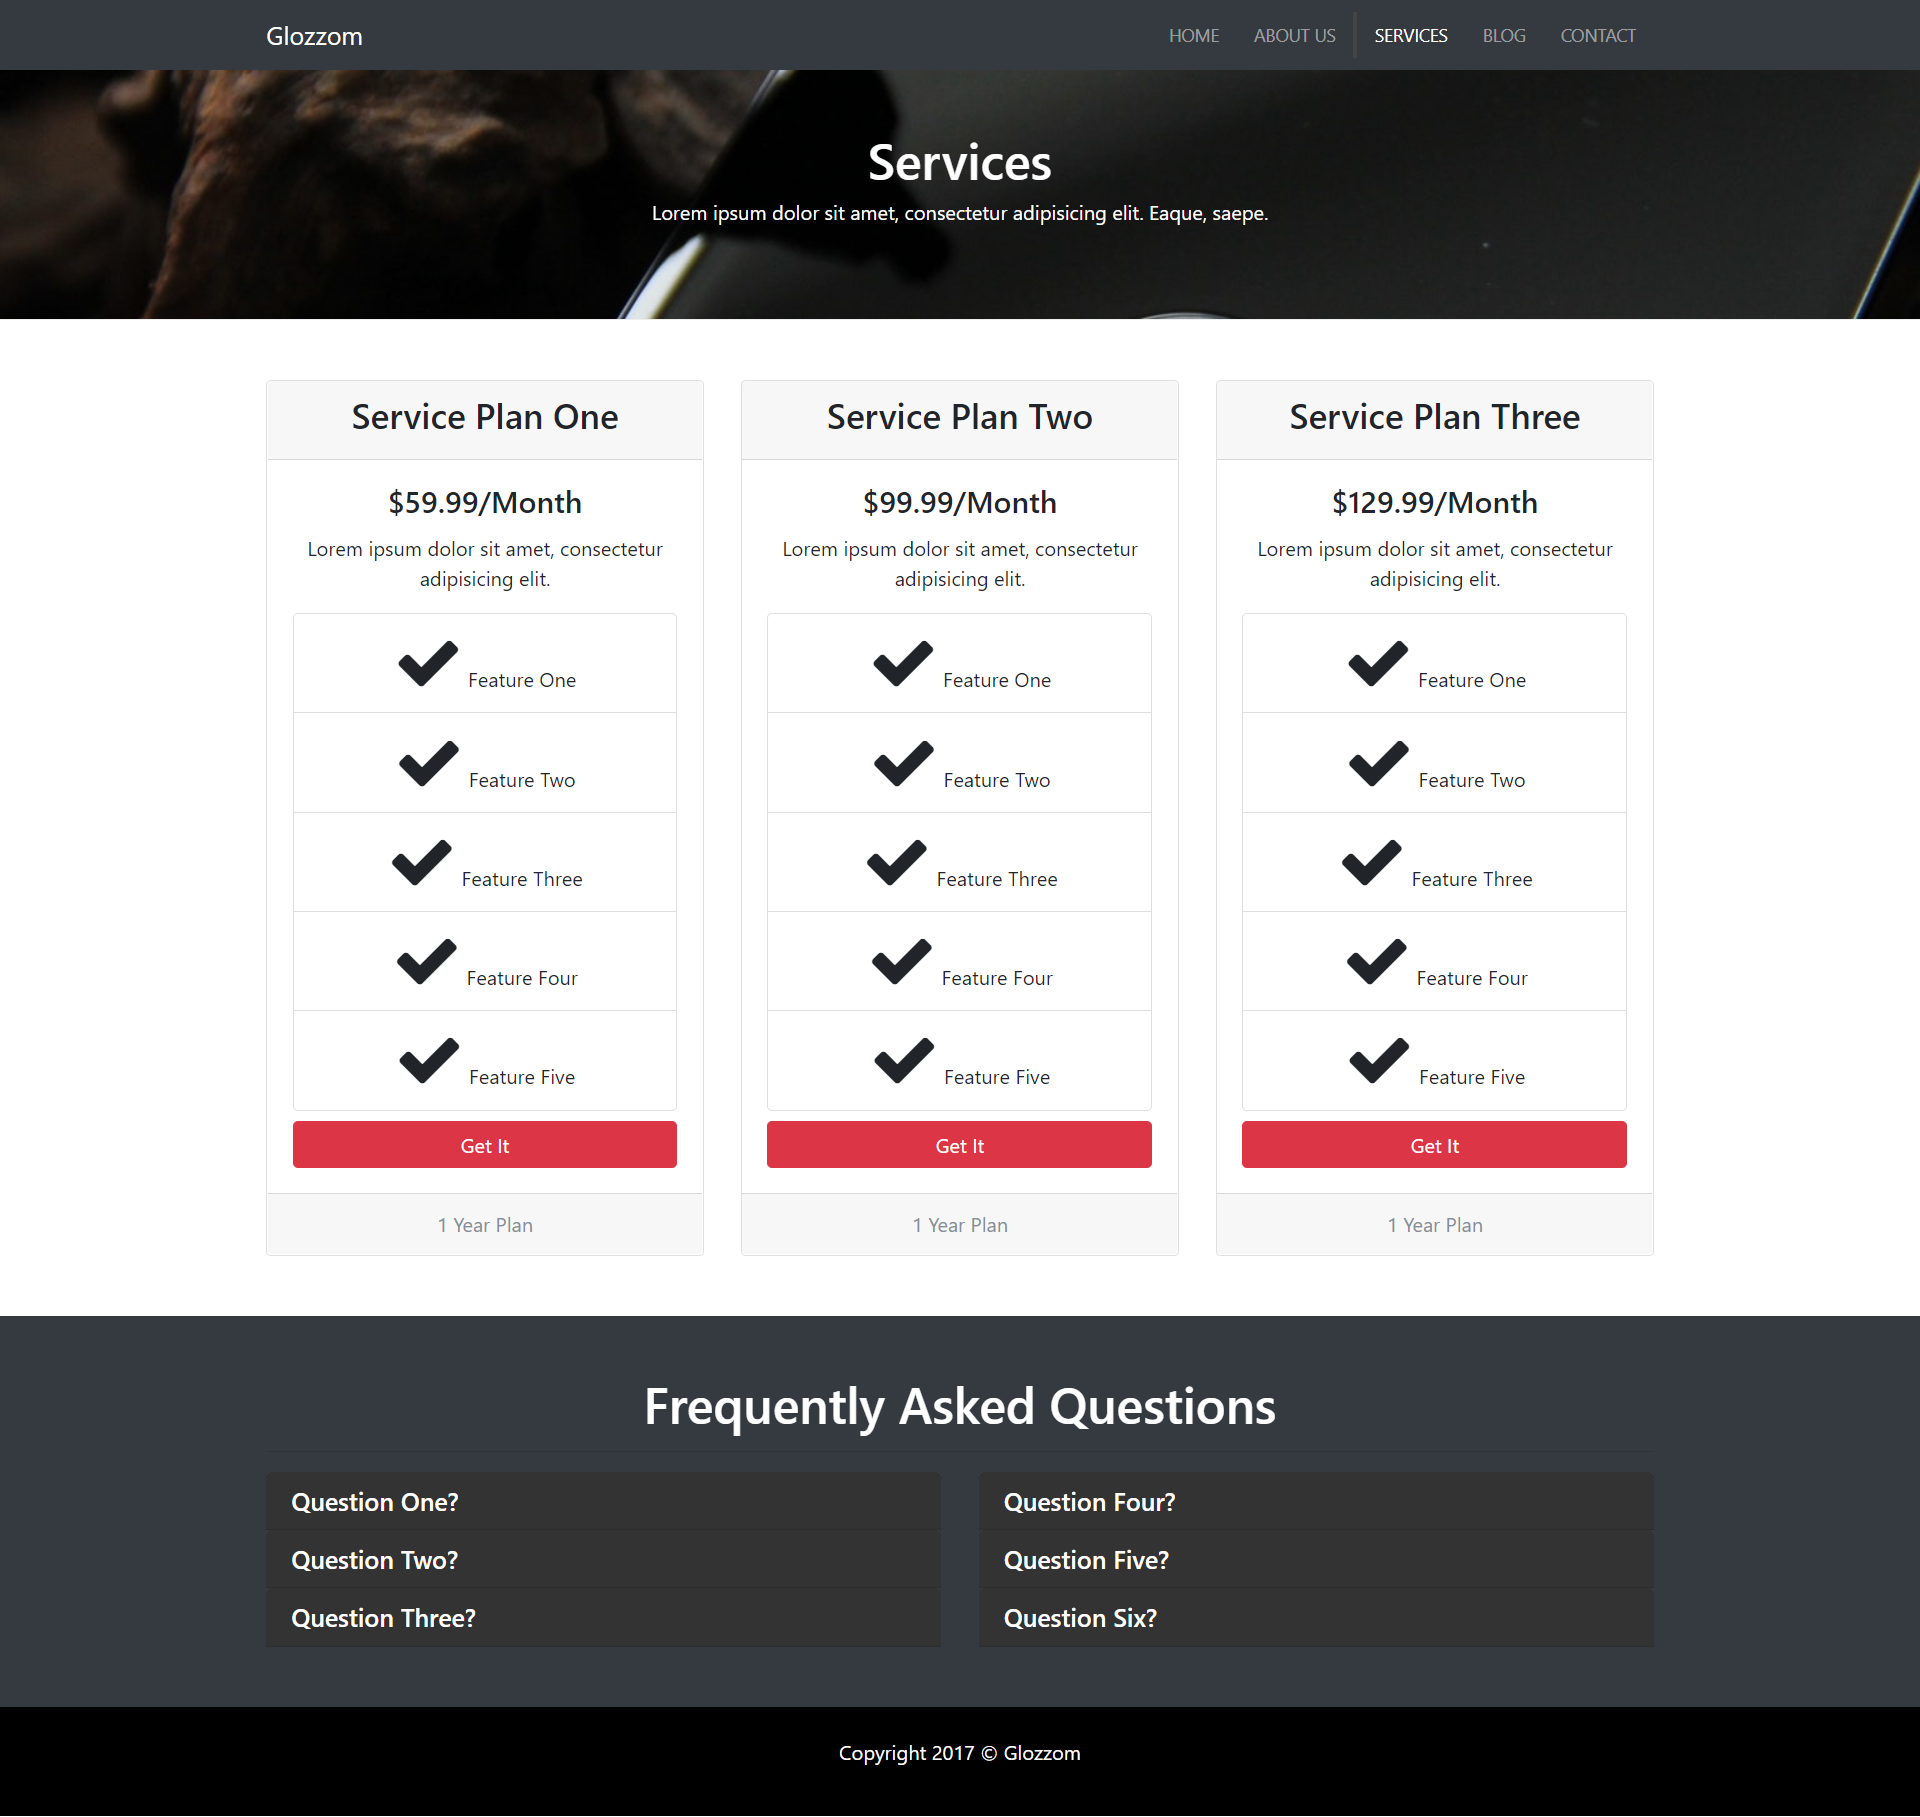 Glozzom
HOME ABOUT US SERVICES BLOG CONTACT
Services
Lorem ipsum dolor sit amet, consectetur adipisicing elit. Eaque, saepe.
Service Plan One
$59.99/Month
Lorem ipsum dolor sit amet, consectetur
adipisicing elit.
Feature One
Feature Two
Feature Three
Feature Four
Feature Five
Get It
1 Year Plan
Service Plan Two
$99.99/Month
Lorem ipsum dolor sit amet, consectetur
adipisicing elit.
Feature One
Feature Two
Feature Three
Feature Four
Feature Five
Get It
1 Year Plan
Service Plan Three
$129.99/Month
Lorem ipsum dolor sit amet, consectetur
adipisicing elit.
Feature One
Feature Two
Feature Three
Feature Four
Feature Five
Get It
1 Year Plan
Frequently Asked Questions
Question One?
Question Two?
Question Three?
Question Four?
Question Five?
Question Six?
Copyright 2017 © Glozzom